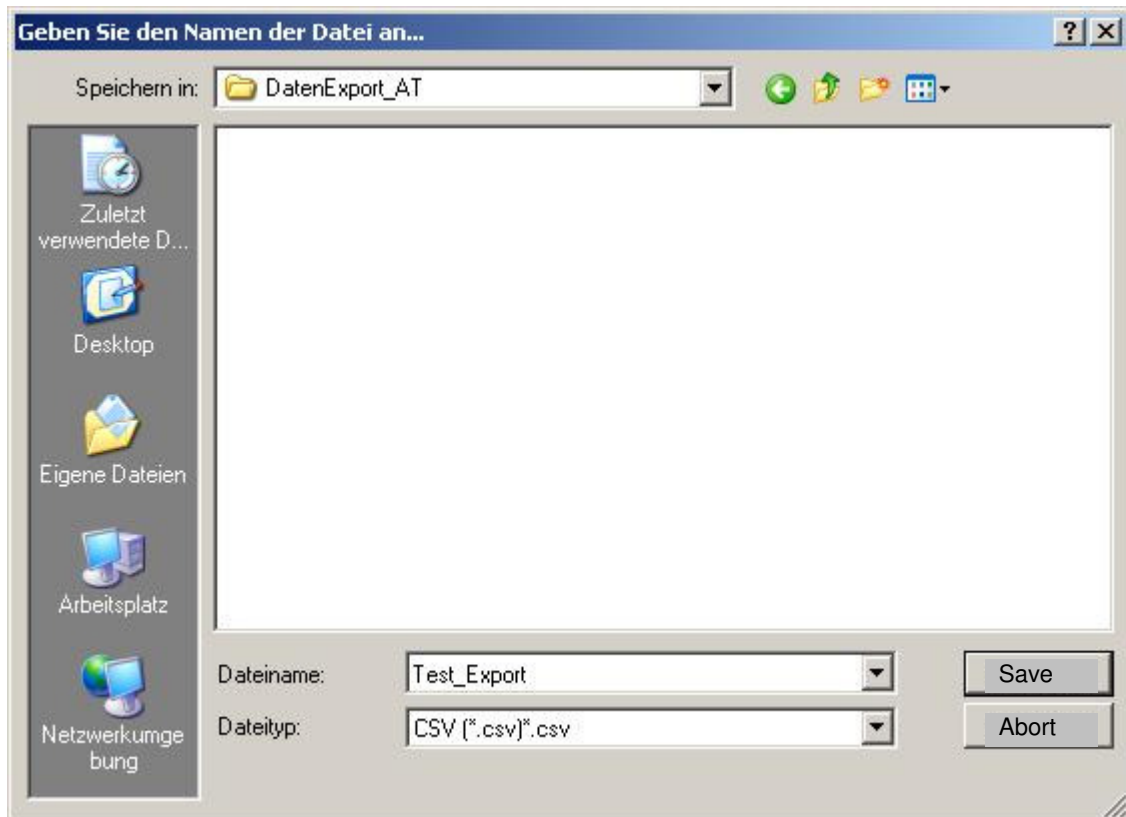 Geben Sie den Namen der Datei an...
Speichern in:
DatenExport_AT
Zuletzt
verwendete D...
Desktop
Eigene Dateien
Arbeitsplatz
Netzwerkumge
bung
Dateiname:
Test_Export
Save
Dateityp:
CSV (*.csv)*.csv
Abort